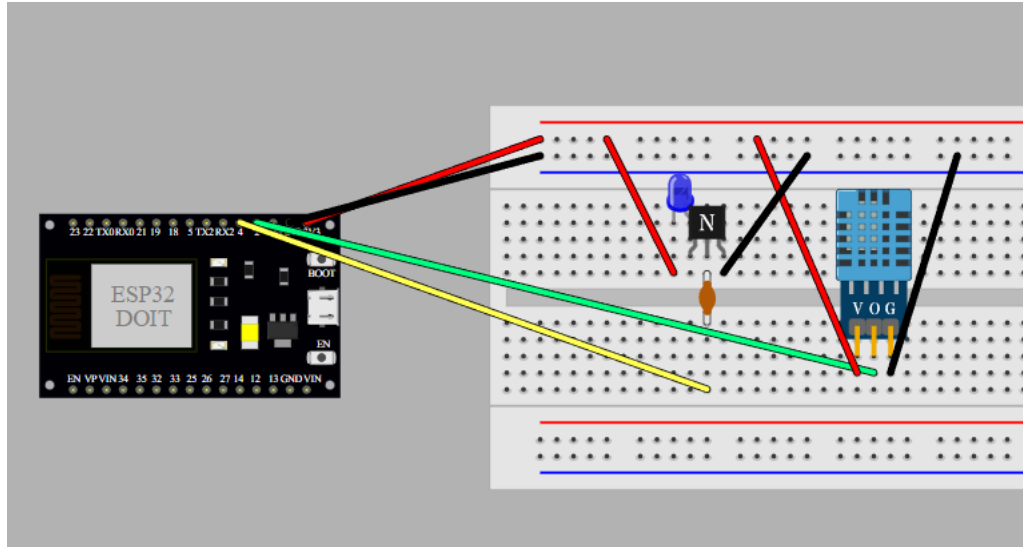 23 22 TX0 RX0 21 19 18 5 TX2 RX2 4
ESP32
DOIT
BOOT
EN
EN VP VIN 34 35 32 33 25 26 27 14 12 13 GND VIN
N
V O G